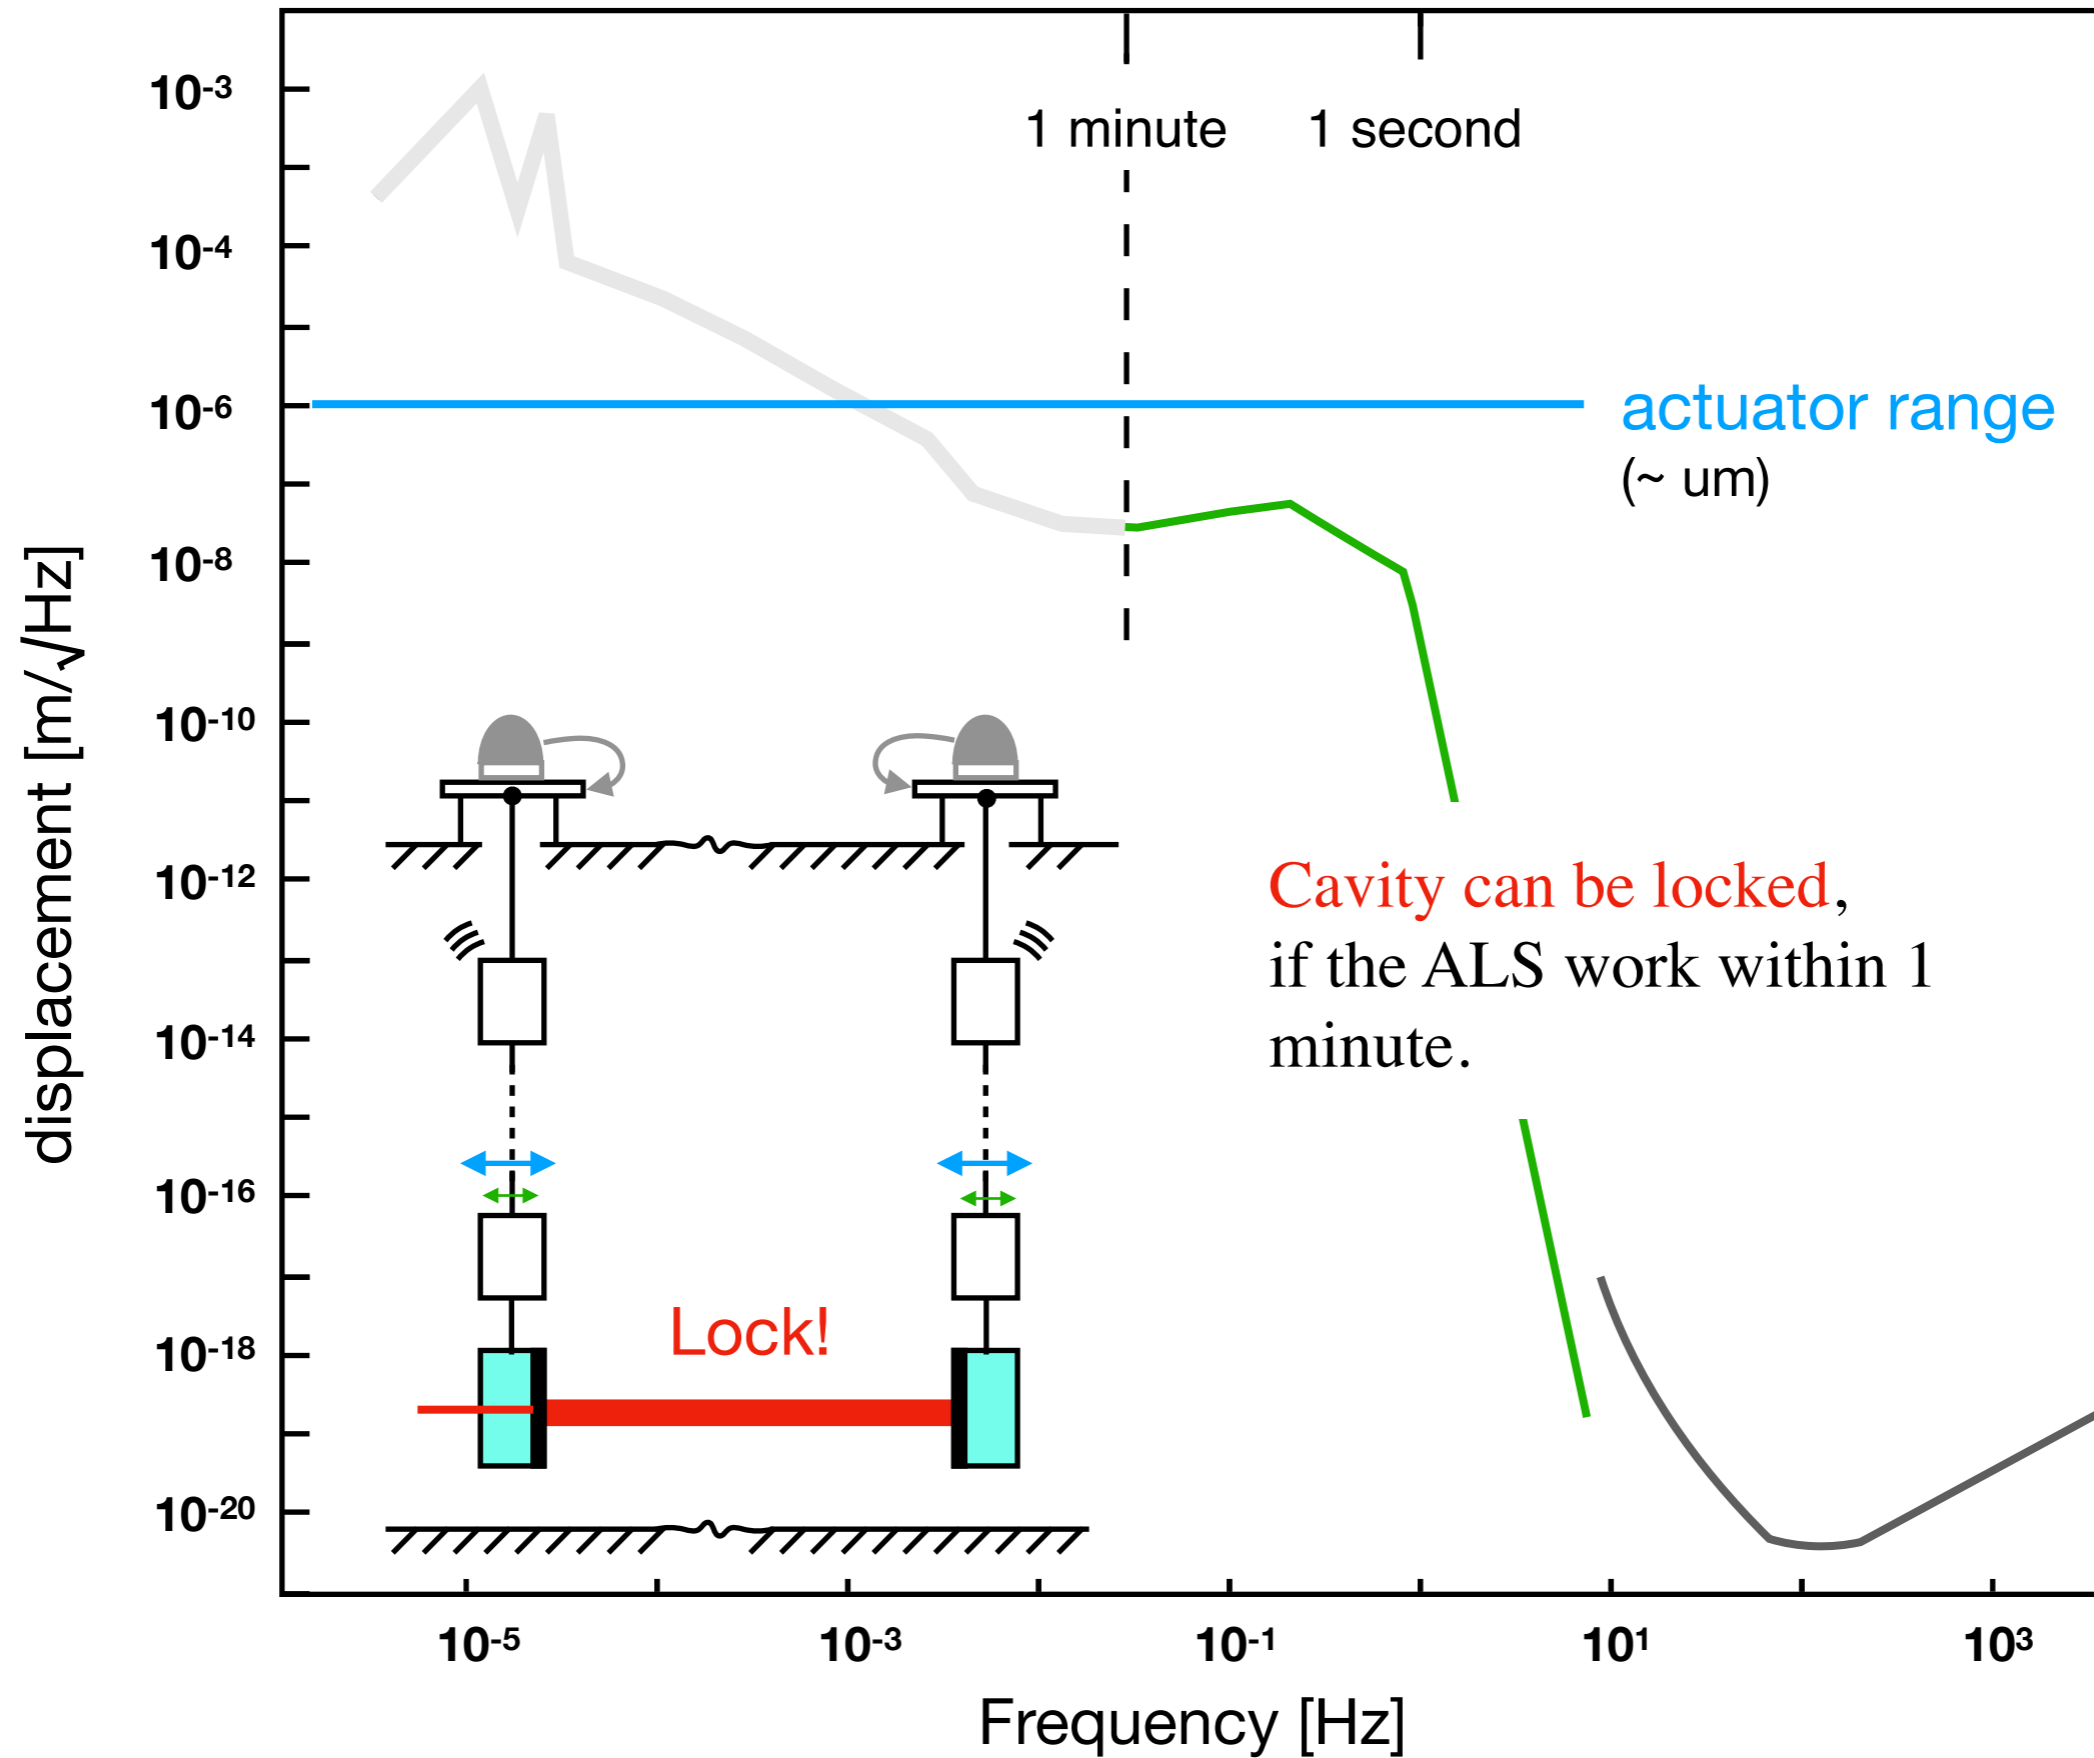 10-3
1 minute
1 second
10-4
10-6
actuator range
(~ um)
10-8
displacement [m/√/Hz]
10-10
10-12
Cavity can be locked,
if the ALS work within 1
minute.
10-14
10-16
Lock!
10-18
10-20
10-5
10-3
10-1
101
103
Frequency [Hz]